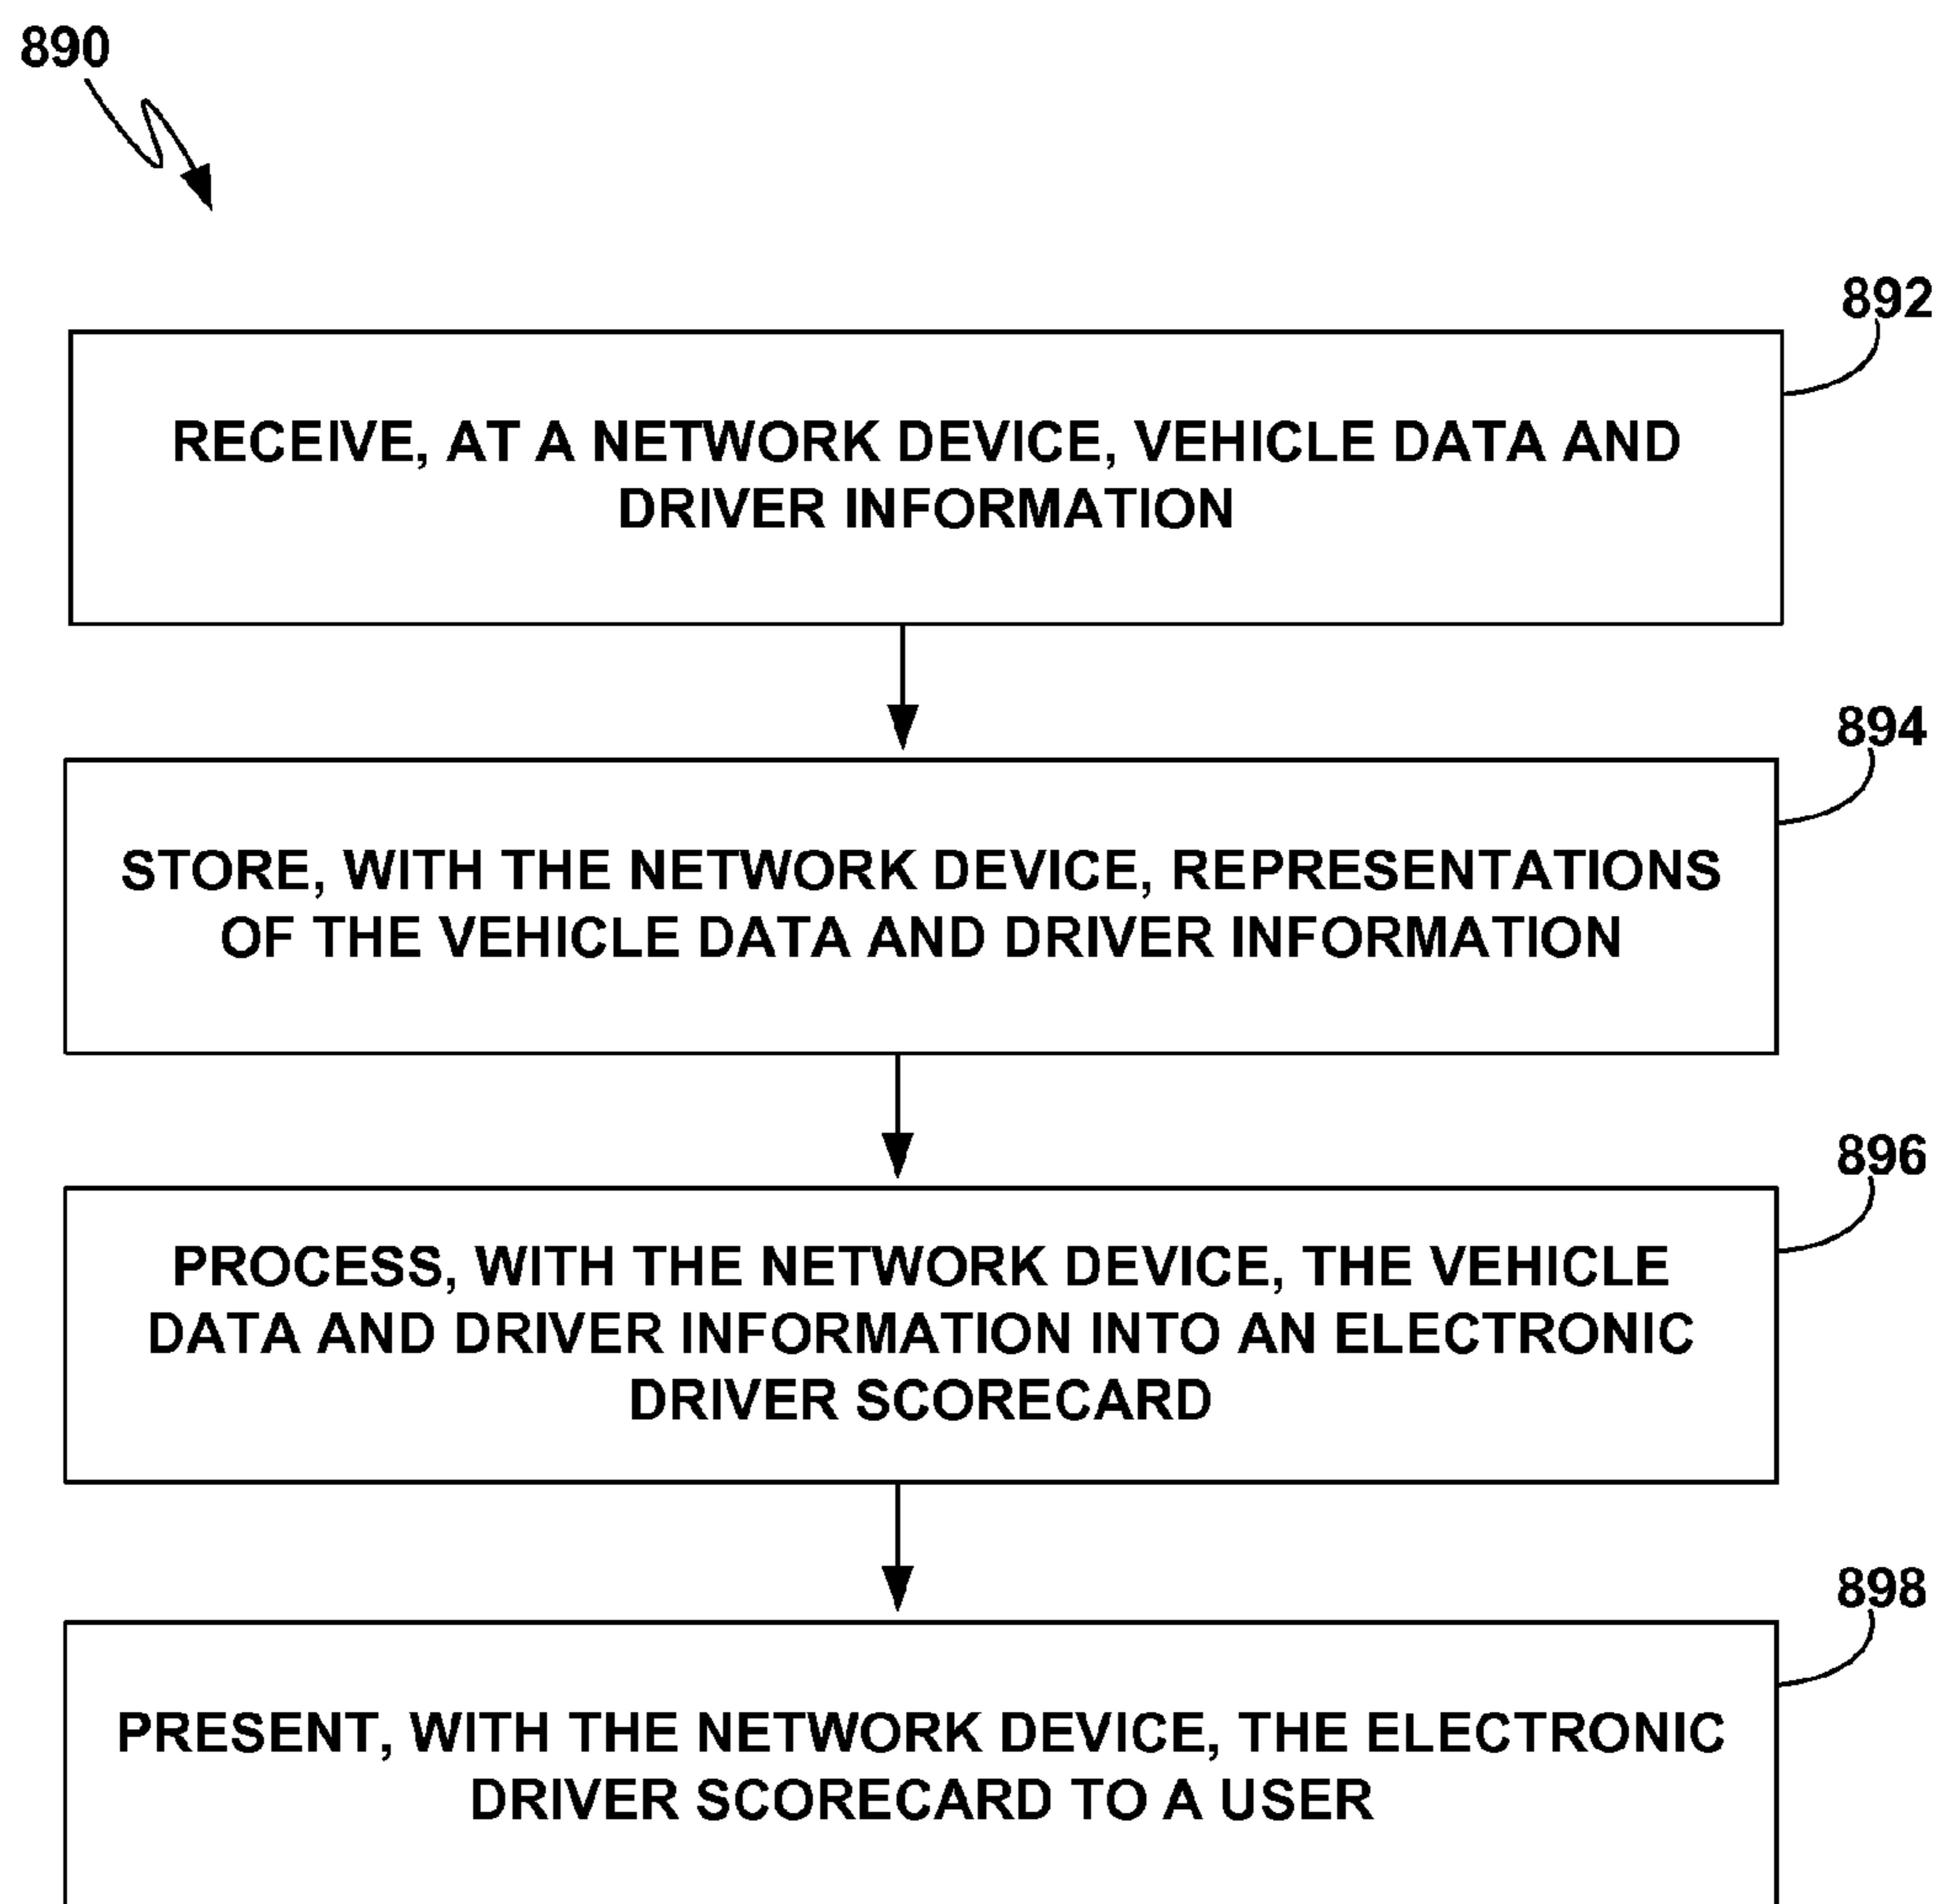 890
892
RECEIVE, AT A NETWORK DEVICE, VEHICLE DATA AND
DRIVER INFORMATION
894
STORE, WITH THE NETWORK DEVICE, REPRESENTATIONS
OF THE VEHICLE DATA AND DRIVER INFORMATION
896
PROCESS, WITH THE NETWORK DEVICE, THE VEHICLE
DATA AND DRIVER INFORMATION INTO AN ELECTRONIC
DRIVER SCORECARD
898
PRESENT, WITH THE NETWORK DEVICE, THE ELECTRONIC
DRIVER SCORECARD TO A USER